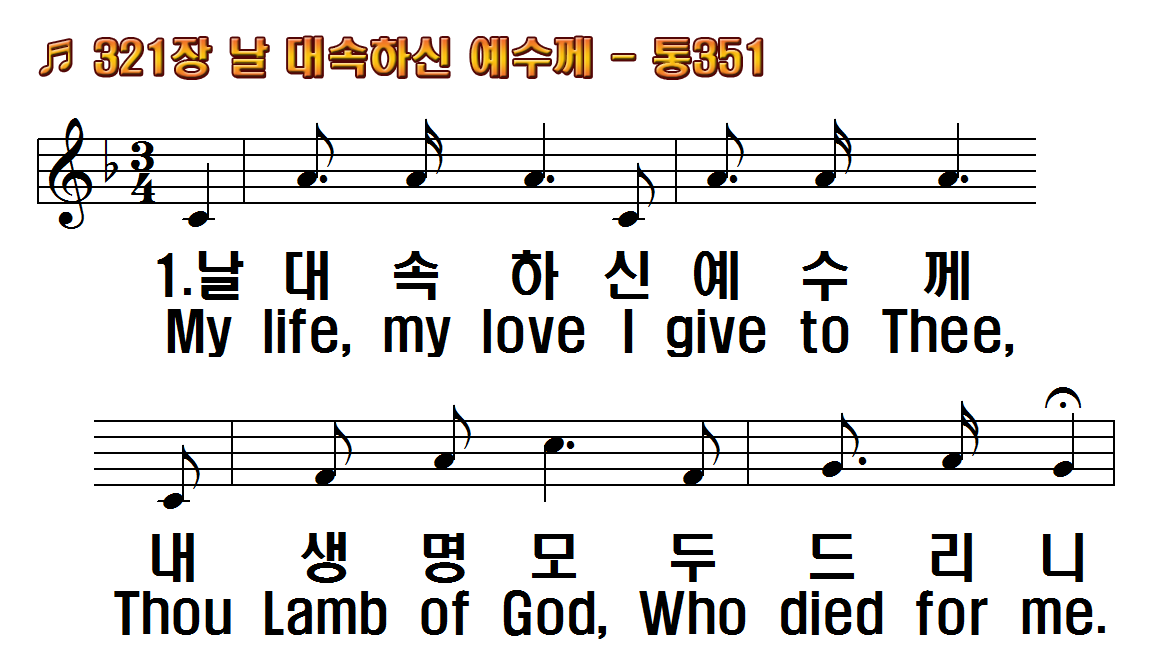 ♬ 321장 날 대속하신 예수께 - 통351
3
4
1.날 대 속 하 신 예 수 께
My life, my love I give to Thee,
내 생 명 모 두 드 리 니
Thou Lamb of God, Who died for me.